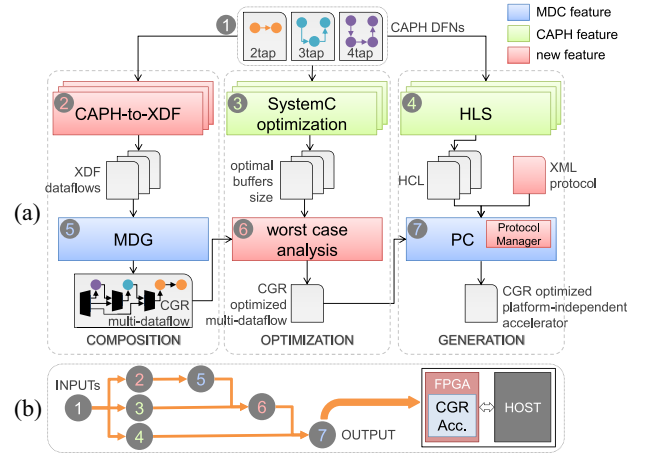 1
CAPH DFNs
2tap
3tap
4tap
MDC feature
CAPH feature
new feature
2
CAPH-to-XDF
3
SystemC
optimization
4
HLS
XDF
dataflows
optimal
buffers
size
HCL
XML
protocol
(a)
5
MDG
6
worst case
analysis
7
PC
Protocol
Manager
CGR
multi-dataflow
CGR
optimized
multi-dataflow
CGR optimized
platform-independent
accelerator
COMPOSITION
OPTIMIZATION
GENERATION
(b)
INPUTs
1
2
5
3
6
4
7
OUTPUT
FPGA
CGR
Acc.
HOST